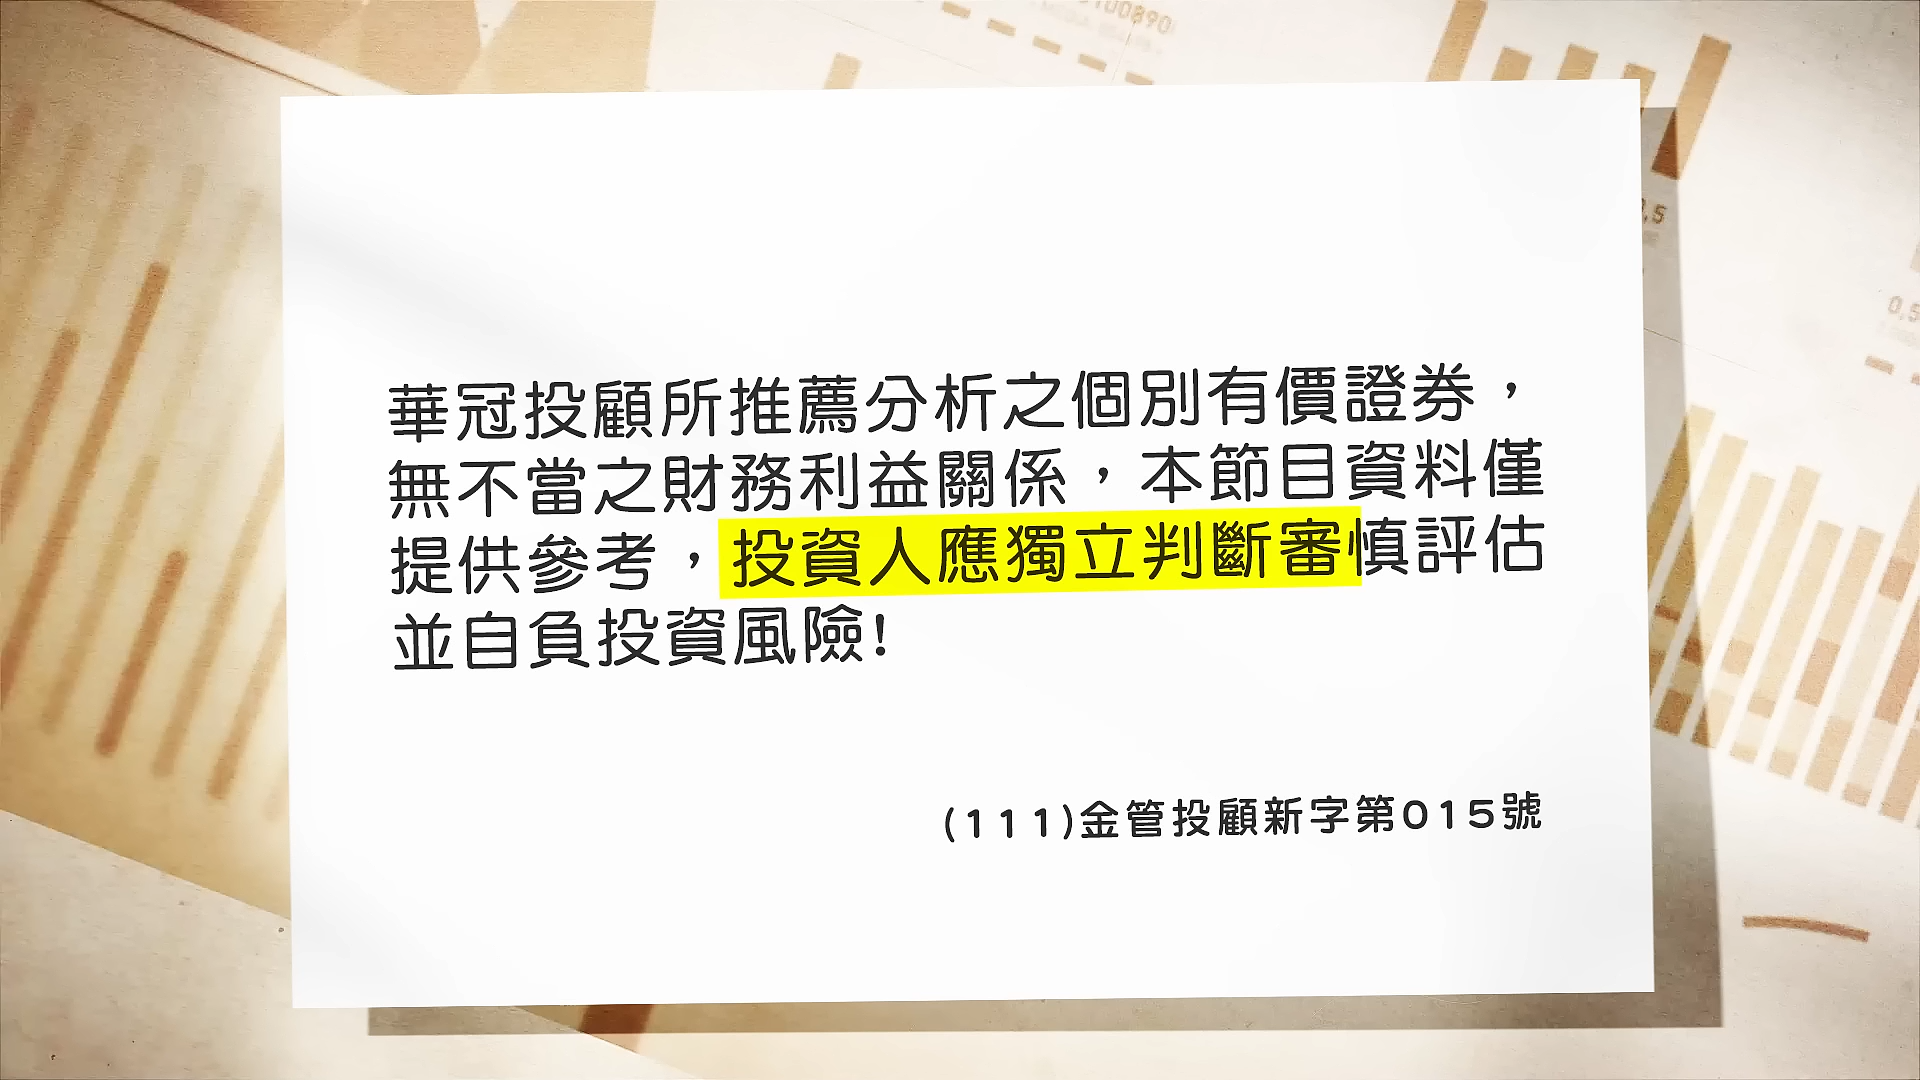 華冠投顧所推薦分析之個別有價證券，
無不當之財務利益關係，本節目資料僅
提供參考，投資人應獨立判斷審慎評估
並自負投資風險!
(111)金管投顧新字第015號